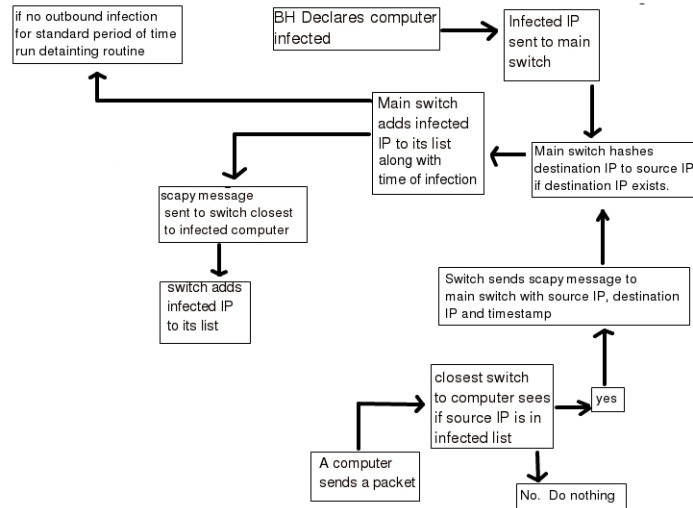 if no outbound infection
for standard period of time
run detainting routine
BH Declares computer
infected
Infected IP
sent to main
switch
Main switch
adds infected
IP to its list
along with
time of infection
Main switch hashes
destination IP to source IP
if destination IP exists.
scapy message
sent to switch closest
to infected computer
switch adds
infected IP
to its list
Switch sends scapy message to
main switch with source IP, destination
IP and timestamp
closest switch
to computer sees
if source IP is in
infected list
yes
A computer
sends a packet
No. Do nothing